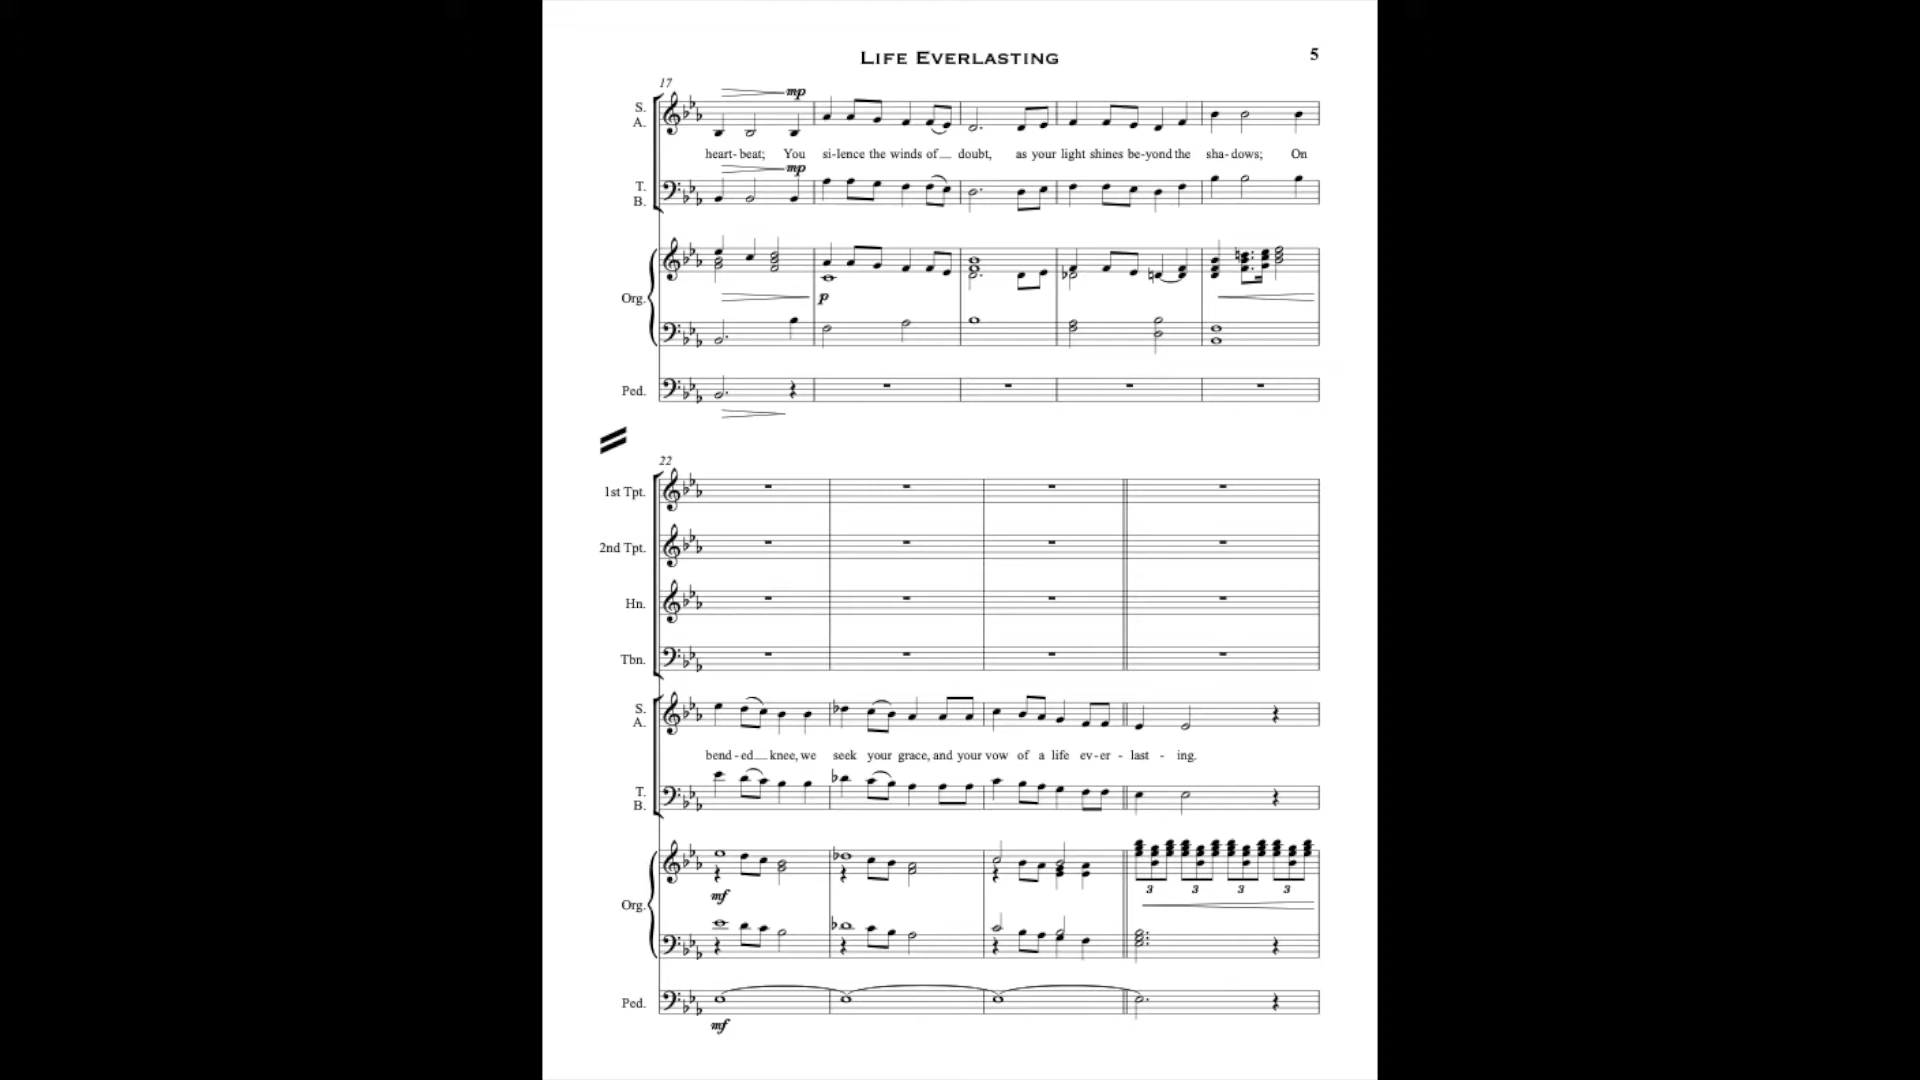 LIFE EVERLASTING
5
17
mp
S.
A.
heart-beat; You si-lence the winds of doubt, as your light shines be-yond the sha-dows; On
mp
T.
B.
Org.
p
Ped.
22
1st Tpt.
2nd Tpt.
Hn.
Tbn.
S.
A.
bend-ed knee, we seek your grace, and your vow of a life ev-er-last-ing.
T.
B.
mf
3 3 3 3
Org.
Ped.
mf